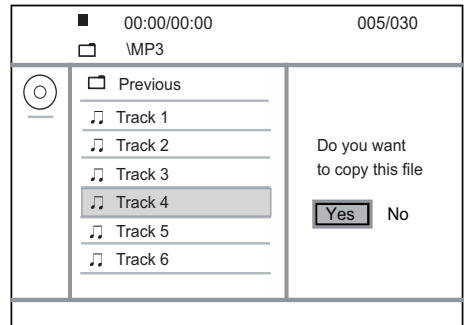 00:00/00:00 005/030
\MP3
Previous
Track 1
Track 2
Track 3
Track 4
Track 5
Track 6
Do you want
to copy this file
Yes No